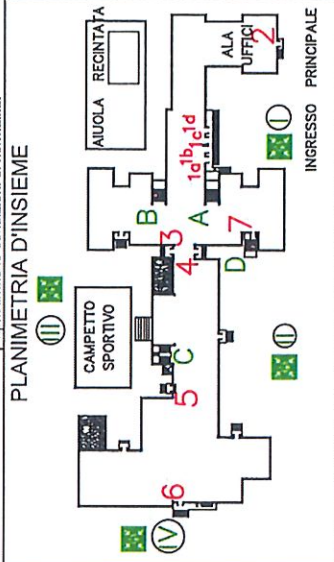 PLANIMETRIA D'INSIEME
III
CAMPETTO
SPORTIVO
AIUOLA RECINTATA
ALA
UFFICI
2
B
A
1a 1b 1c 1d
3
4
7
D
C
5
6
IV
II
I
INGRESSO PRINCIPALE